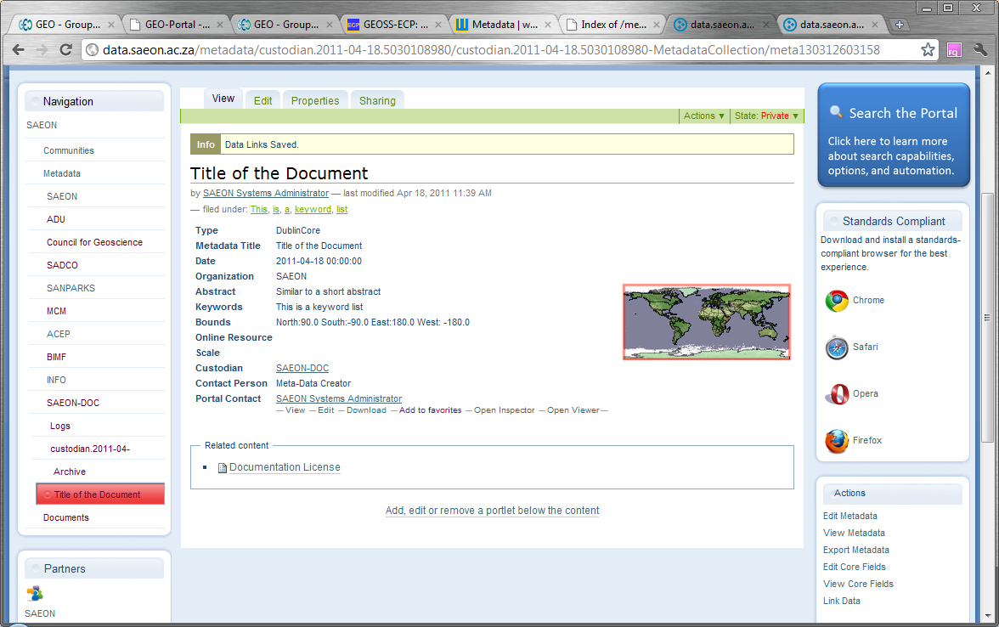 GEO - Group...
GEO-Portal -...
GEO - Group...
ECP GEOSS-ECP: ...
Metadata | w...
Index of /me...
data.saeon.a...
data.saeon.a...
data.saeon.ac.za/metadata/custodian.2011-04-18.5030108980/custodian.2011-04-18.5030108980-MetadataCollection/meta130312603158
FQ
Navigation
SAEON
Communities
Metadata
SAEON
ADU
Council for Geoscience
SADCO
SANPARKS
MCM
ACEP
BIMF
INFO
SAEON-DOC
Logs
custodian.2011-04-
Archive
Title of the Document
Documents
Partners
SAEON
View Edit Properties Sharing
Actions ▼ State: Private ▼
Info Data Links Saved.
Title of the Document
by SAEON Systems Administrator — last modified Apr 18, 2011 11:39 AM
— filed under: This, is, a, keyword, list
Type DublinCore
Metadata Title Title of the Document
Date 2011-04-18 00:00:00
Organization SAEON
Abstract Similar to a short abstract
Keywords This is a keyword list
Bounds North:90.0 South:-90.0 East:180.0 West: -180.0
Online Resource
Scale
Custodian SAEON-DOC
Contact Person Meta-Data Creator
Portal Contact SAEON Systems Administrator
— View — Edit — Download — Add to favorites — Open Inspector — Open Viewer —
Related content
Documentation License
Add, edit or remove a portlet below the content
Search the Portal
Click here to learn more
about search capabilities,
options, and automation.
Standards Compliant
Download and install a standards-
compliant browser for the best
experience.
Chrome
Safari
Opera
Firefox
Actions
Edit Metadata
View Metadata
Export Metadata
Edit Core Fields
View Core Fields
Link Data